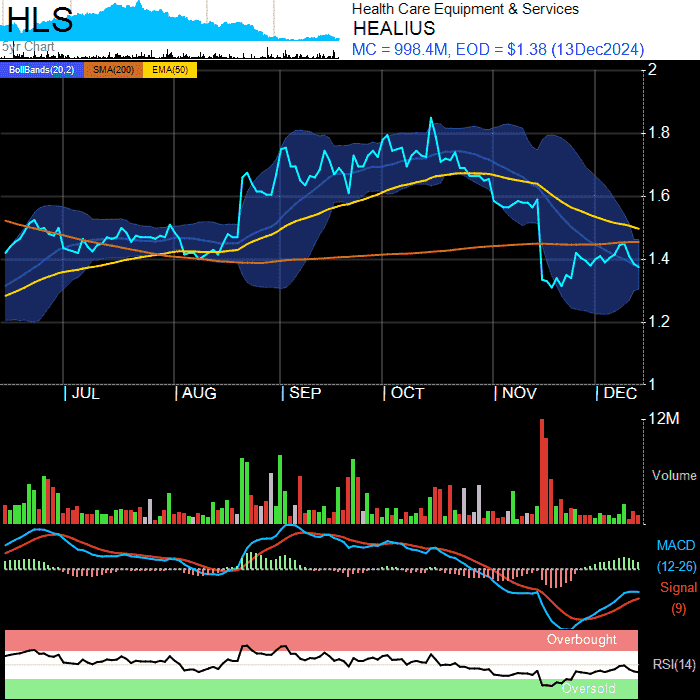 HLS
Health Care Equipment & Services
HEALIUS
5yr Chart
MC = 998.4M, EOD = $1.38 (13Dec2024)
BollBands(20,2) SMA(200) EMA(50)
2
1.8
1.6
1.4
1.2
1
JUL AUG SEP OCT NOV DEC
12M
Volume
MACD
(12-26)
Signal
(9)
Overbought
RSI(14)
Oversold